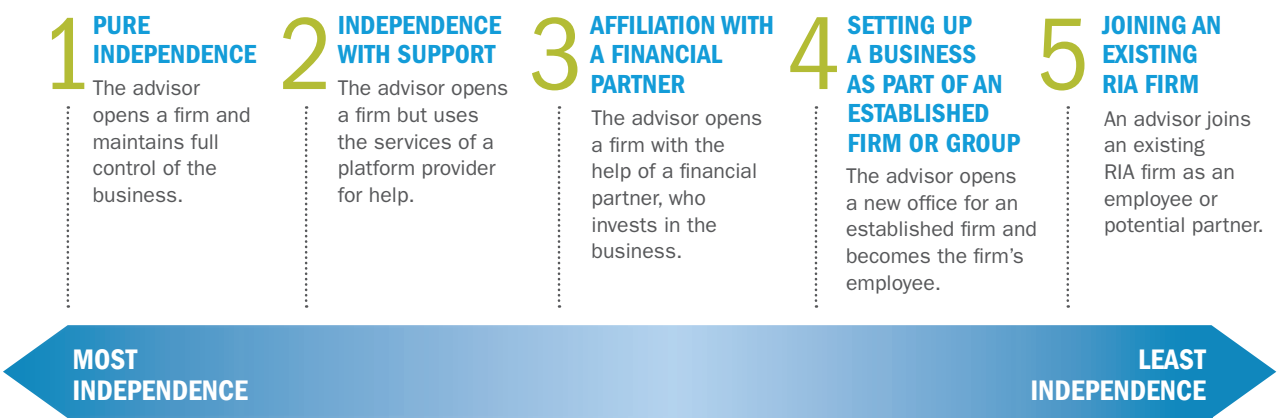 1
PURE
INDEPENDENCE
The advisor
opens a firm and
maintains full
control of the
business.
2
INDEPENDENCE
WITH SUPPORT
The advisor opens
a firm but uses
the services of a
platform provider
for help.
3
AFFILIATION WITH
A FINANCIAL
PARTNER
The advisor opens
a firm with the
help of a financial
partner, who
invests in the
business.
4
SETTING UP
A BUSINESS
AS PART OF AN
ESTABLISHED
FIRM OR GROUP
The advisor opens
a new office for an
established firm and
becomes the firm’s
employee.
5
JOINING AN
EXISTING
RIA FIRM
An advisor joins
an existing
RIA firm as an
employee or
potential partner.
MOST
INDEPENDENCE
LEAST
INDEPENDENCE